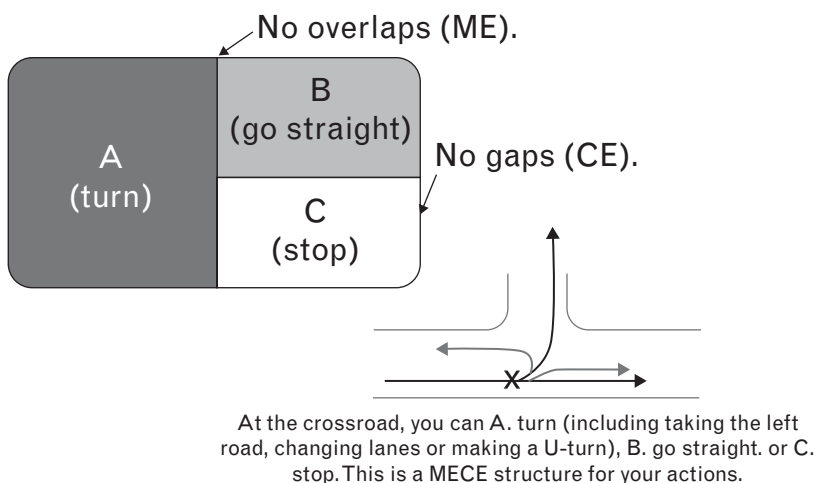 No overlaps (ME).
B
(go straight)
A
(turn)
No gaps (CE).
C
(stop)
X
At the crossroad, you can A. turn (including taking the left
road, changing lanes or making a U-turn), B. go straight. or C.
stop. This is a MECE structure for your actions.